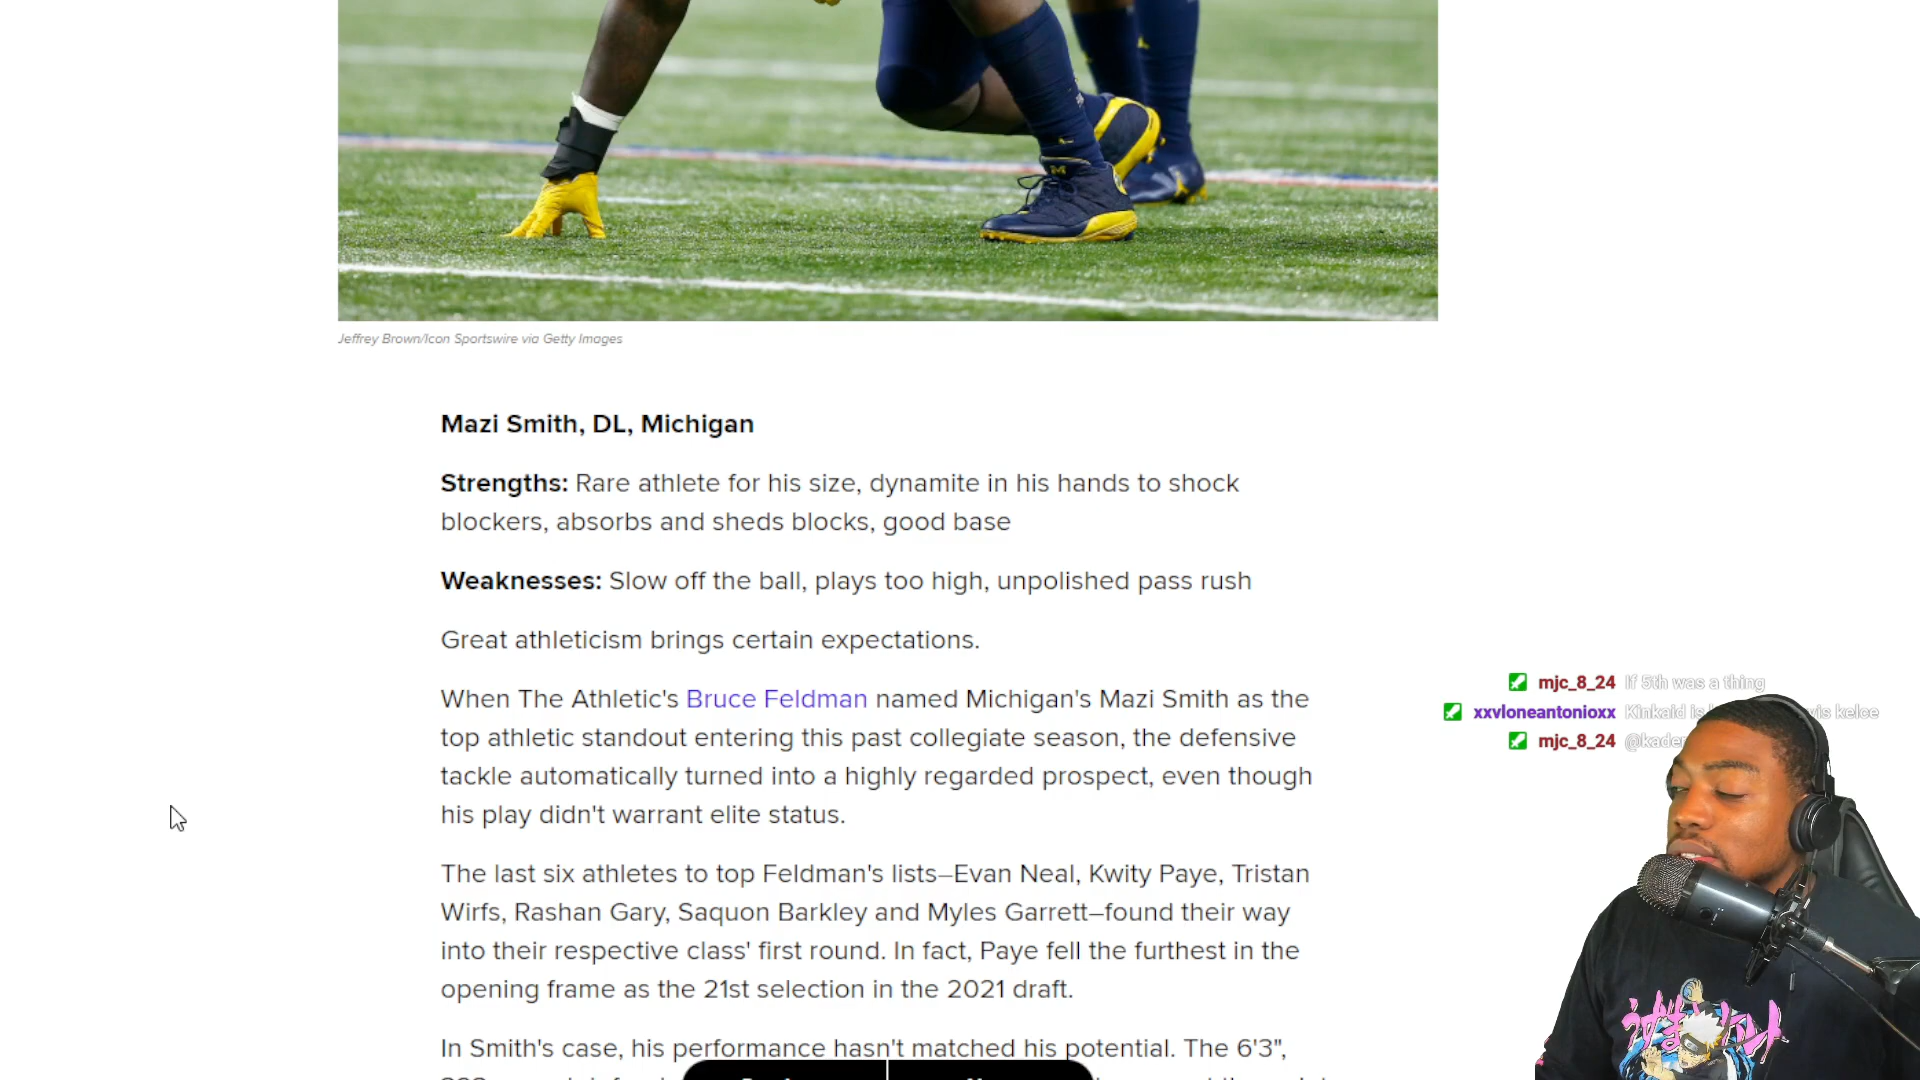 Jeffrey Brown/Icon Sportswire via Getty Images
Mazi Smith, DL, Michigan
Strengths: Rare athlete for his size, dynamite in his hands to shock
blockers, absorbs and sheds blocks, good base
Weaknesses: Slow off the ball, plays too high, unpolished pass rush
Great athleticism brings certain expectations.
When The Athletic's Bruce Feldman named Michigan's Mazi Smith as the
top athletic standout entering this past collegiate season, the defensive
tackle automatically turned into a highly regarded prospect, even though
his play didn't warrant elite status.
The last six athletes to top Feldman's lists–Evan Neal, Kwity Paye, Tristan
Wirfs, Rashan Gary, Saquon Barkley and Myles Garrett–found their way
into their respective class' first round. In fact, Paye fell the furthest in the
opening frame as the 21st selection in the 2021 draft.
In Smith's case, his performance hasn't matched his potential. The 6'3",
mjc_8_24 If 5th was a thing
xxvloneantonioxx Kinkaid is kelce
mjc_8_24